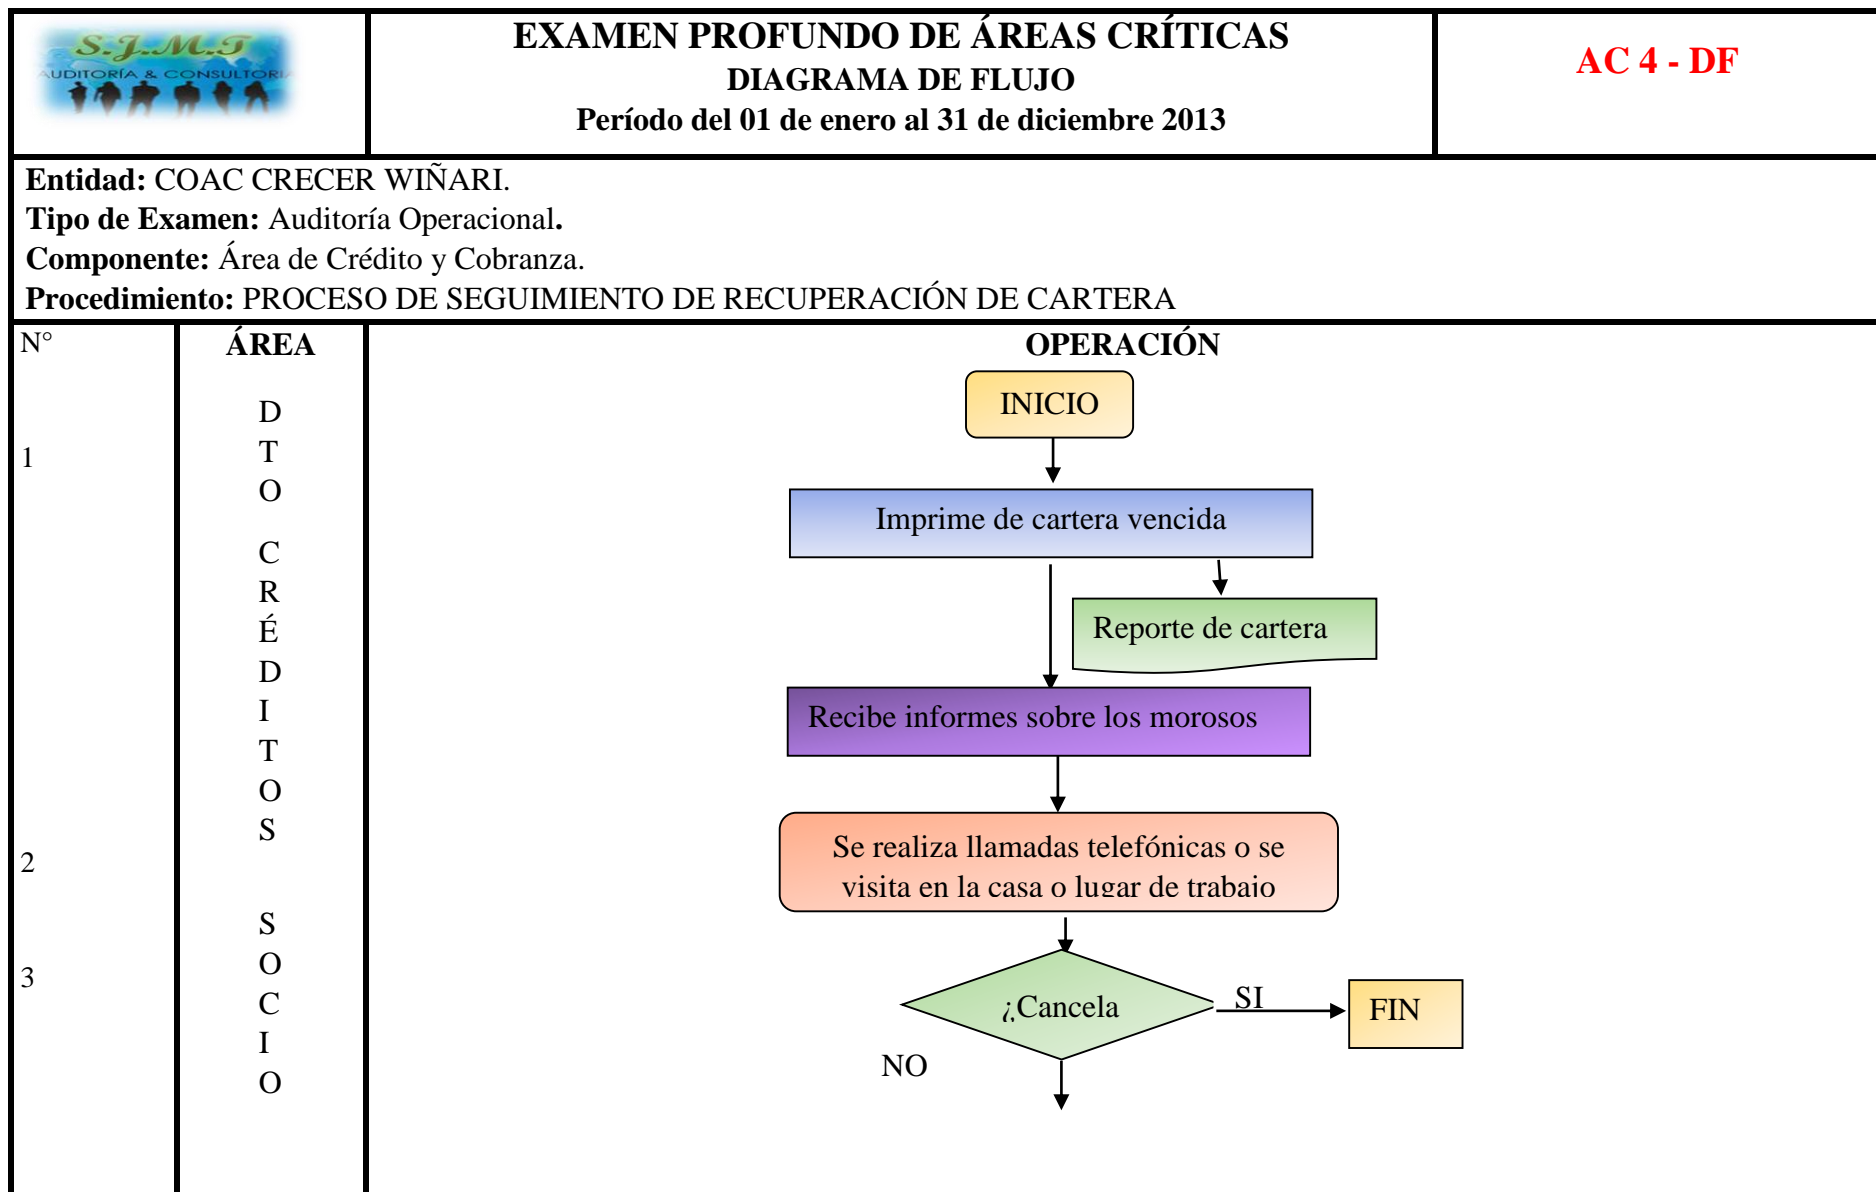 S.J.M.T
AUDITORÍA & CONSULTORI
EXAMEN PROFUNDO DE ÁREAS CRÍTICAS
DIAGRAMA DE FLUJO
Período del 01 de enero al 31 de diciembre 2013
AC 4 - DF
Entidad: COAC CRECER WIÑARI.
Tipo de Examen: Auditoría Operacional.
Componente: Área de Crédito y Cobranza.
Procedimiento: PROCESO DE SEGUIMIENTO DE RECUPERACIÓN DE CARTERA
N°
1
2
3
ÁREA
D
T
O
C
R
É
D
I
T
O
S
S
O
C
I
O
OPERACIÓN
INICIO
Imprime de cartera vencida
Reporte de cartera
Recibe informes sobre los morosos
Se realiza llamadas telefónicas o se
visita en la casa o lugar de trabajo
¿Cancela
SI
FIN
NO